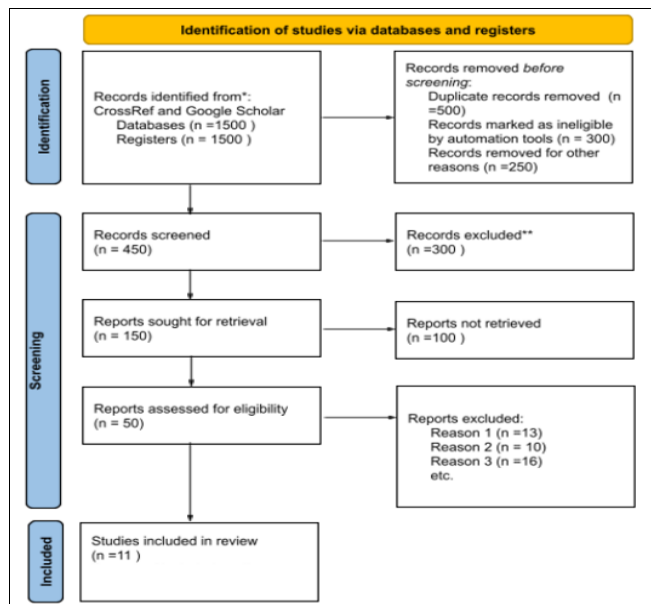 Identification of studies via databases and registers
Identification
Records identified from*:
CrossRef and Google Scholar
Databases (n =1500 )
Registers (n = 1500 )
Records removed before
screening:
Duplicate records removed (n
=500)
Records marked as ineligible
by automation tools (n = 300)
Records removed for other
reasons (n =250)
Screening
Records screened
(n = 450)
Records excluded**
(n =300 )
Reports sought for retrieval
(n = 150)
Reports not retrieved
(n =100 )
Reports assessed for eligibility
(n = 50)
Reports excluded:
Reason 1 (n =13)
Reason 2 (n = 10)
Reason 3 (n =16)
etc.
Included
Studies included in review
(n =11 )